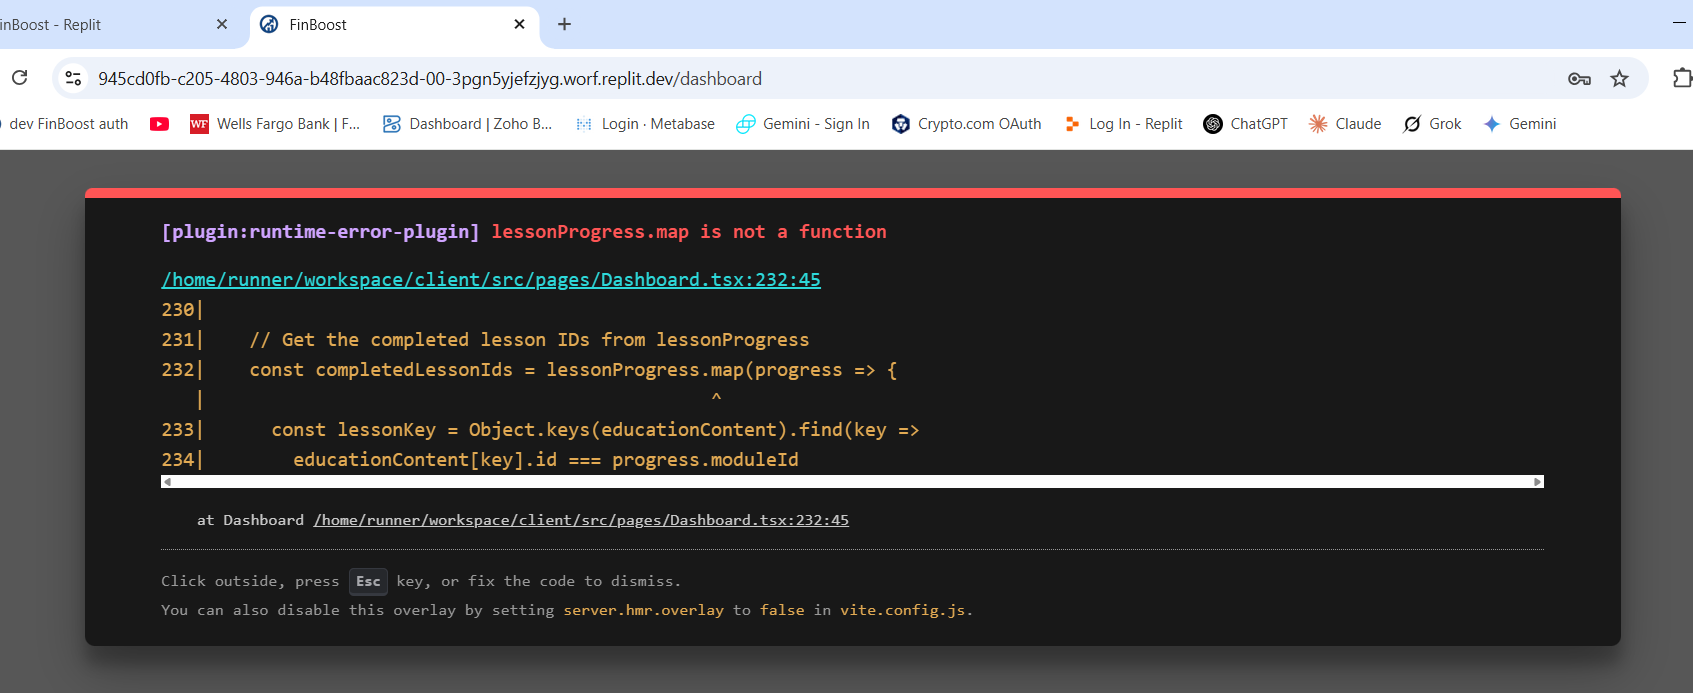 inBoost - Replit
FinBoost
945cd0fb-c205-4803-946a-b48fbaac823d-00-3pgn5yjefzjyg.worf.replit.dev/dashboard
dev FinBoost auth
WF Wells Fargo Bank | F...
Dashboard | Zoho B...
Login · Metabase
Gemini - Sign In
Crypto.com OAuth
Log In - Replit
ChatGPT
Claude
Grok
Gemini
[plugin:runtime-error-plugin] lessonProgress.map is not a function
/home/runner/workspace/client/src/pages/Dashboard.tsx:232:45
230|
231|    // Get the completed lesson IDs from lessonProgress
232|    const completedLessonIds = lessonProgress.map(progress => {
   |                                              ^
233|      const lessonKey = Object.keys(educationContent).find(key =>
234|        educationContent[key].id === progress.moduleId
at Dashboard /home/runner/workspace/client/src/pages/Dashboard.tsx:232:45
Click outside, press Esc key, or fix the code to dismiss.
You can also disable this overlay by setting server.hmr.overlay to false in vite.config.js.